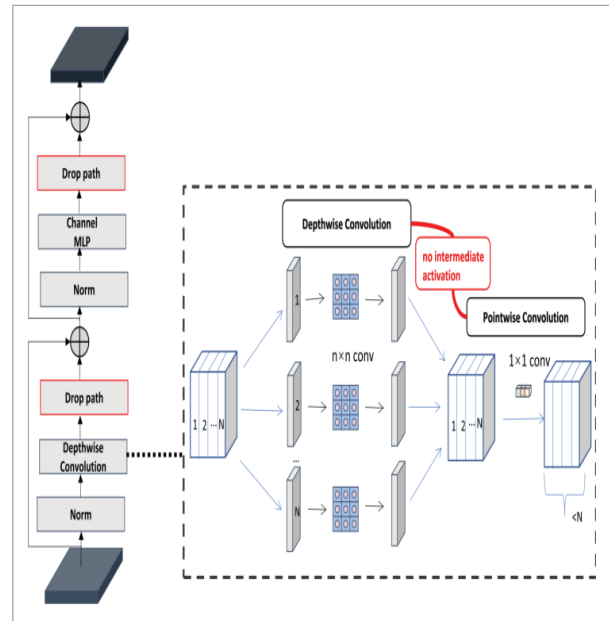 Drop path
Channel
MLP
Norm
Drop path
Depthwise
Convolution
Norm
Depthwise Convolution
no intermediate
activation
Pointwise Convolution
1
n×n conv
1×1 conv
1 2 ··· N
2
1 2 ··· N
...
N
<N